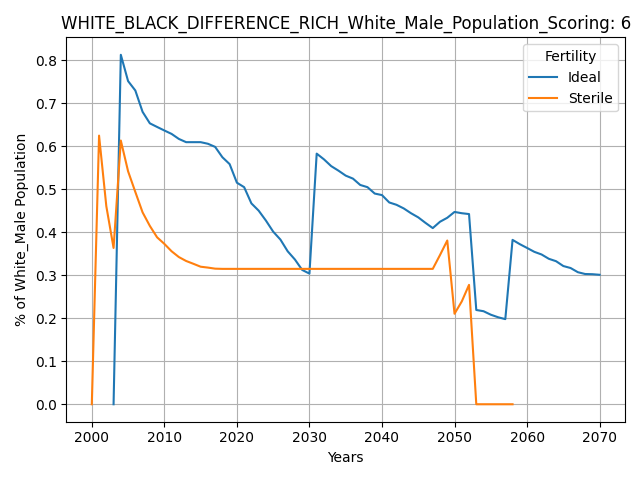 WHITE_BLACK_DIFFERENCE_RICH_White_Male_Population_Scoring: 6
Fertility
Ideal
Sterile
% of White_Male Population
0.8
0.7
0.6
0.5
0.4
0.3
0.2
0.1
0.0
2000 2010 2020 2030 2040 2050 2060 2070
Years